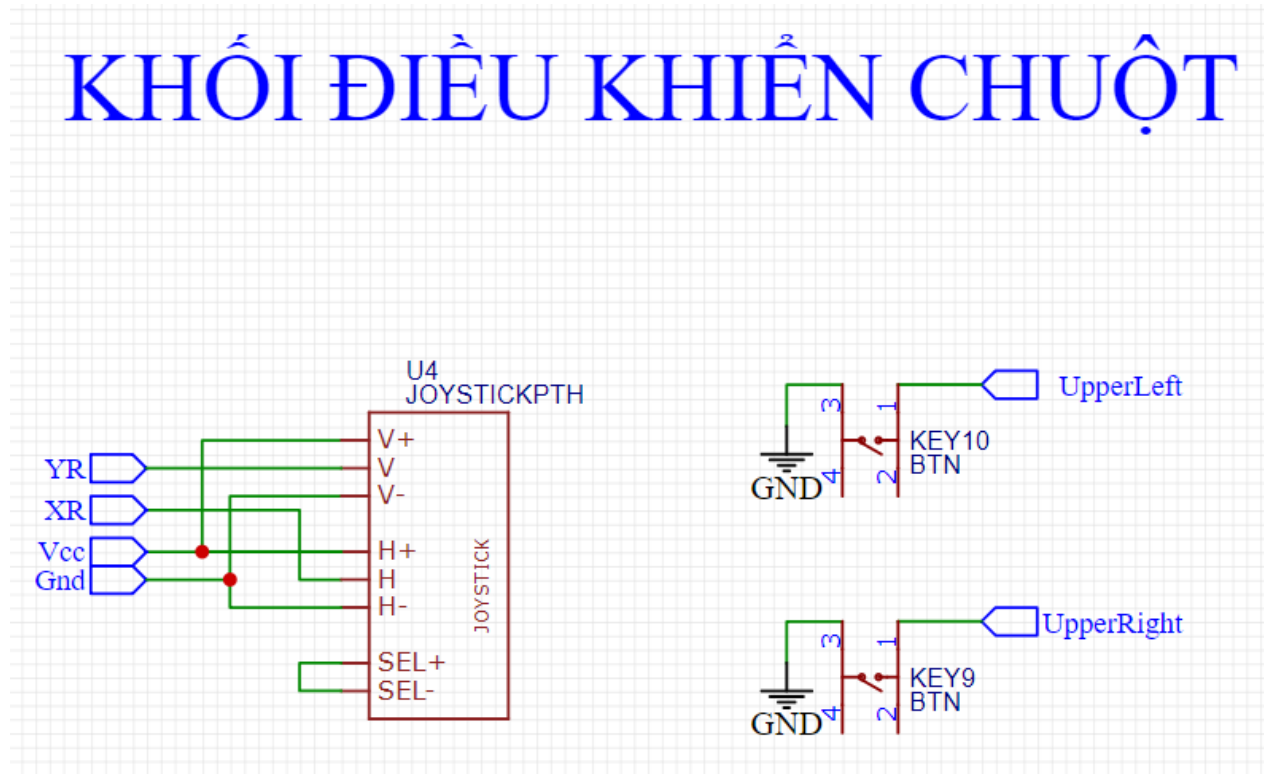 KHỐI ĐIỀU KHIỂN CHUỘT
U4
JOYSTICKPTH
V+
YR
V
V-
XR
Vcc
H+
Gnd
H
H-
JOYSTICK
SEL+
SEL-
3
1
UpperLeft
KEY10
BTN
4
2
GND
3
1
UpperRight
KEY9
BTN
4
2
GND